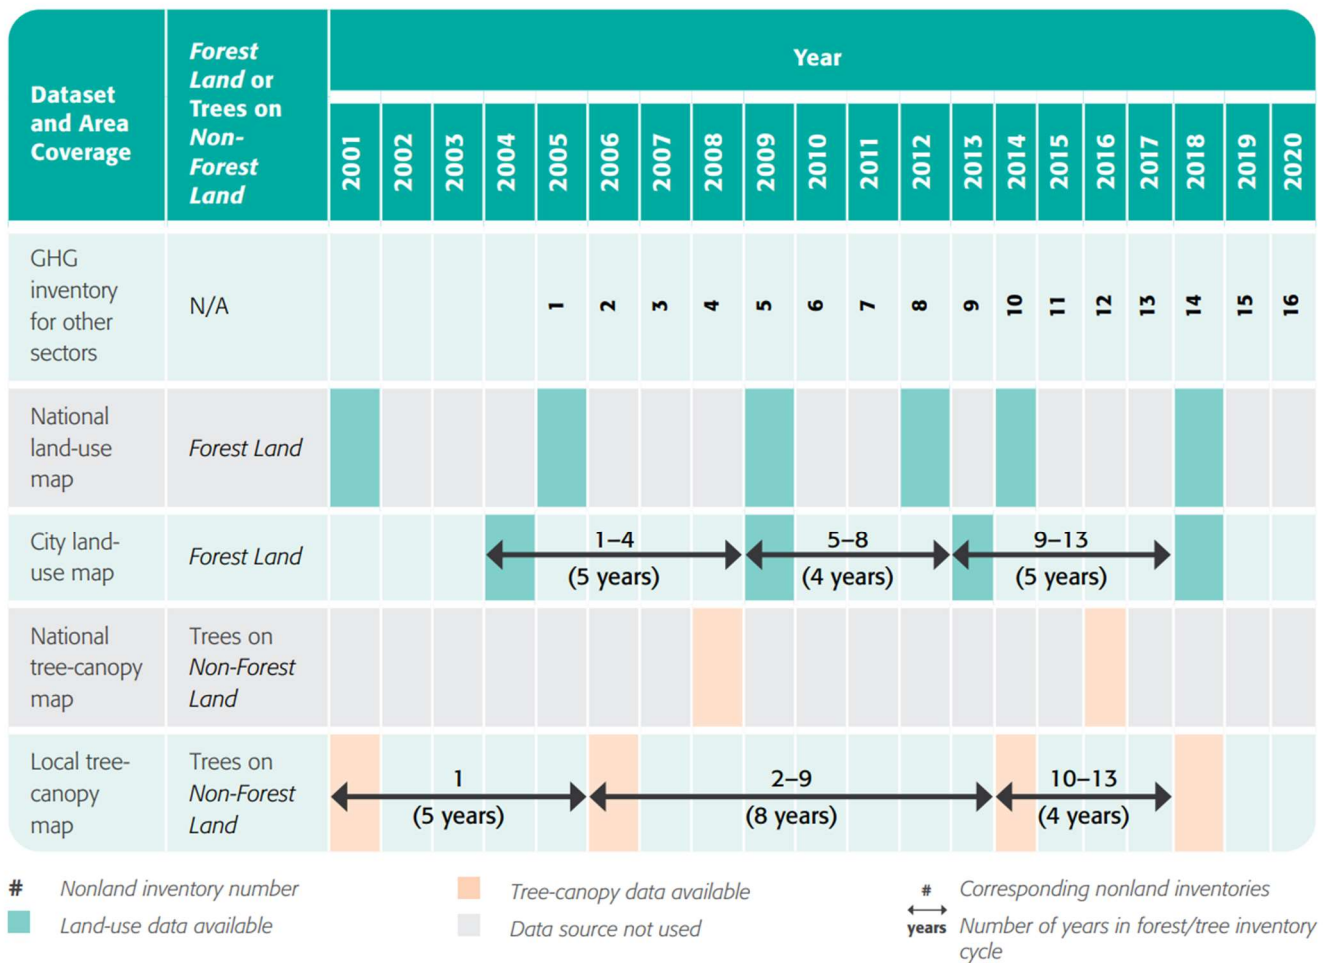 Dataset
and Area
Coverage
Forest
Land or
Trees on
Non-
Forest
Land
Year
2001
2002
2003
2004
2005
2006
2007
2008
2009
2010
2011
2012
2013
2014
2015
2016
2017
2018
2019
2020
GHG
inventory
for other
sectors
N/A
1
2
3
4
5
6
7
8
9
10
11
12
13
14
15
16
National
land-use
map
Forest Land
City land-
use map
Forest Land
1–4
(5 years)
5–8
(4 years)
9–13
(5 years)
National
tree-canopy
map
Trees on
Non-Forest
Land
Local tree-
canopy
map
Trees on
Non-Forest
Land
1
(5 years)
2–9
(8 years)
10–13
(4 years)
# Nonland inventory number
Land-use data available
Tree-canopy data available
Data source not used
# Corresponding nonland inventories
years Number of years in forest/tree inventory
cycle